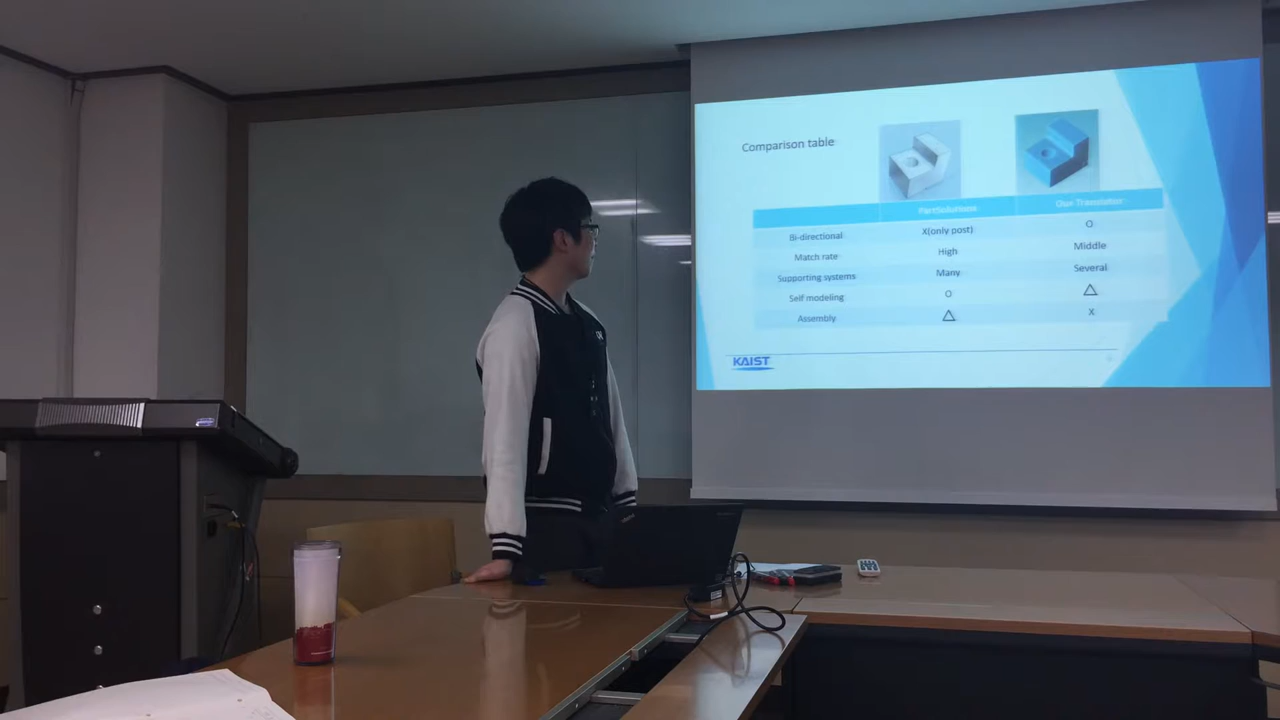 Comparison table
PartSolutions Our Translator
Bi-directional X(only post) O
Match rate High Middle
Supporting systems Many Several
Self modeling O △
Assembly △ X
KAIST